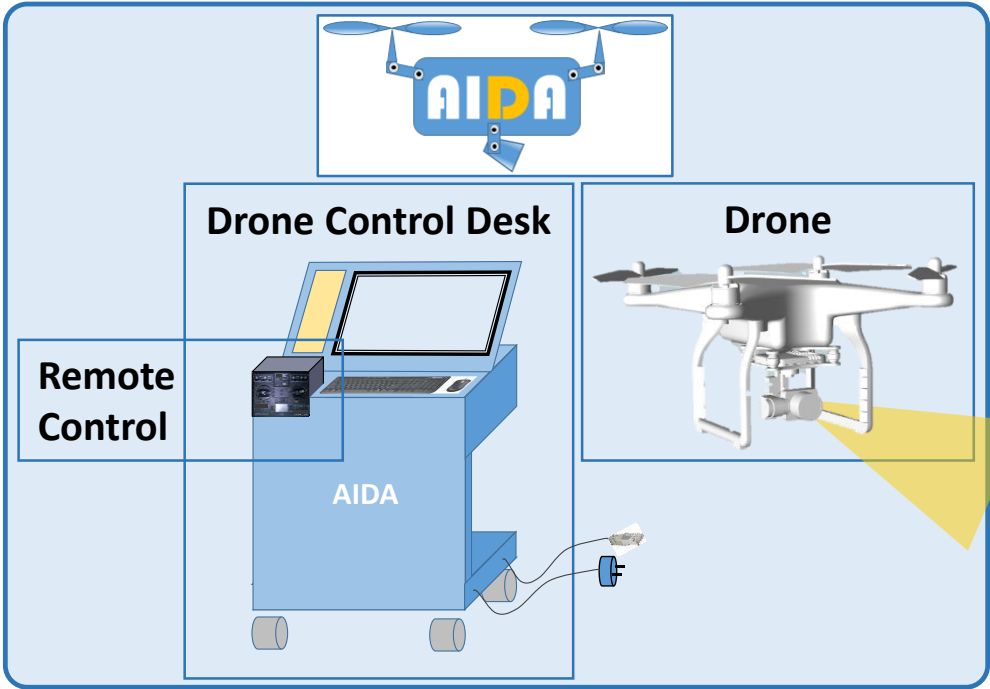 AIDA
Drone Control Desk
Drone
Remote
Control
AIDA